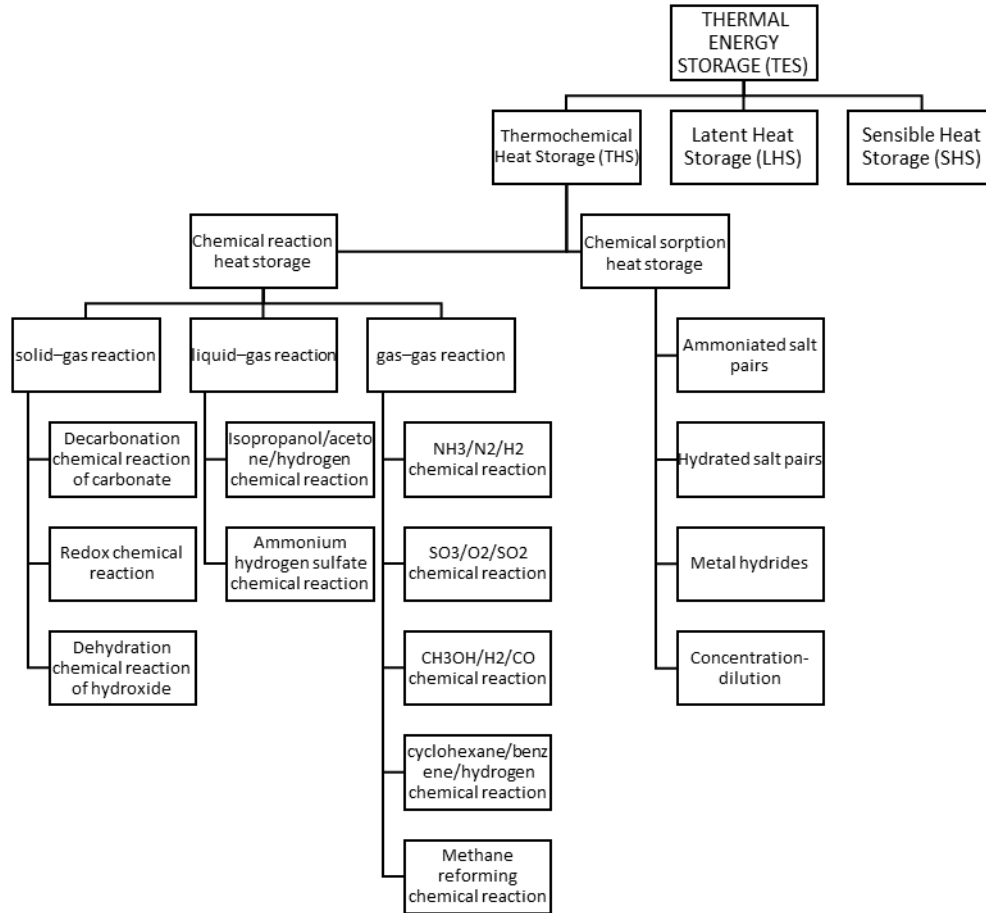 THERMAL
ENERGY
STORAGE (TES)
Thermochemical
Heat Storage (THS)
Latent Heat
Storage (LHS)
Sensible Heat
Storage (SHS)
Chemical reaction
heat storage
Chemical sorption
heat storage
solid–gas reaction
liquid–gas reaction
gas–gas reaction
Decarbonation
chemical reaction
of carbonate
Redox chemical
reaction
Dehydration
chemical reaction
of hydroxide
Isopropanol/aceto
ne/hydrogen
chemical reaction
Ammonium
hydrogen sulfate
chemical reaction
NH3/N2/H2
chemical reaction
SO3/O2/SO2
chemical reaction
CH3OH/H2/CO
chemical reaction
cyclohexane/benz
ene/hydrogen
chemical reaction
Methane
reforming
chemical reaction
Ammoniated salt
pairs
Hydrated salt pairs
Metal hydrides
Concentration-
dilution